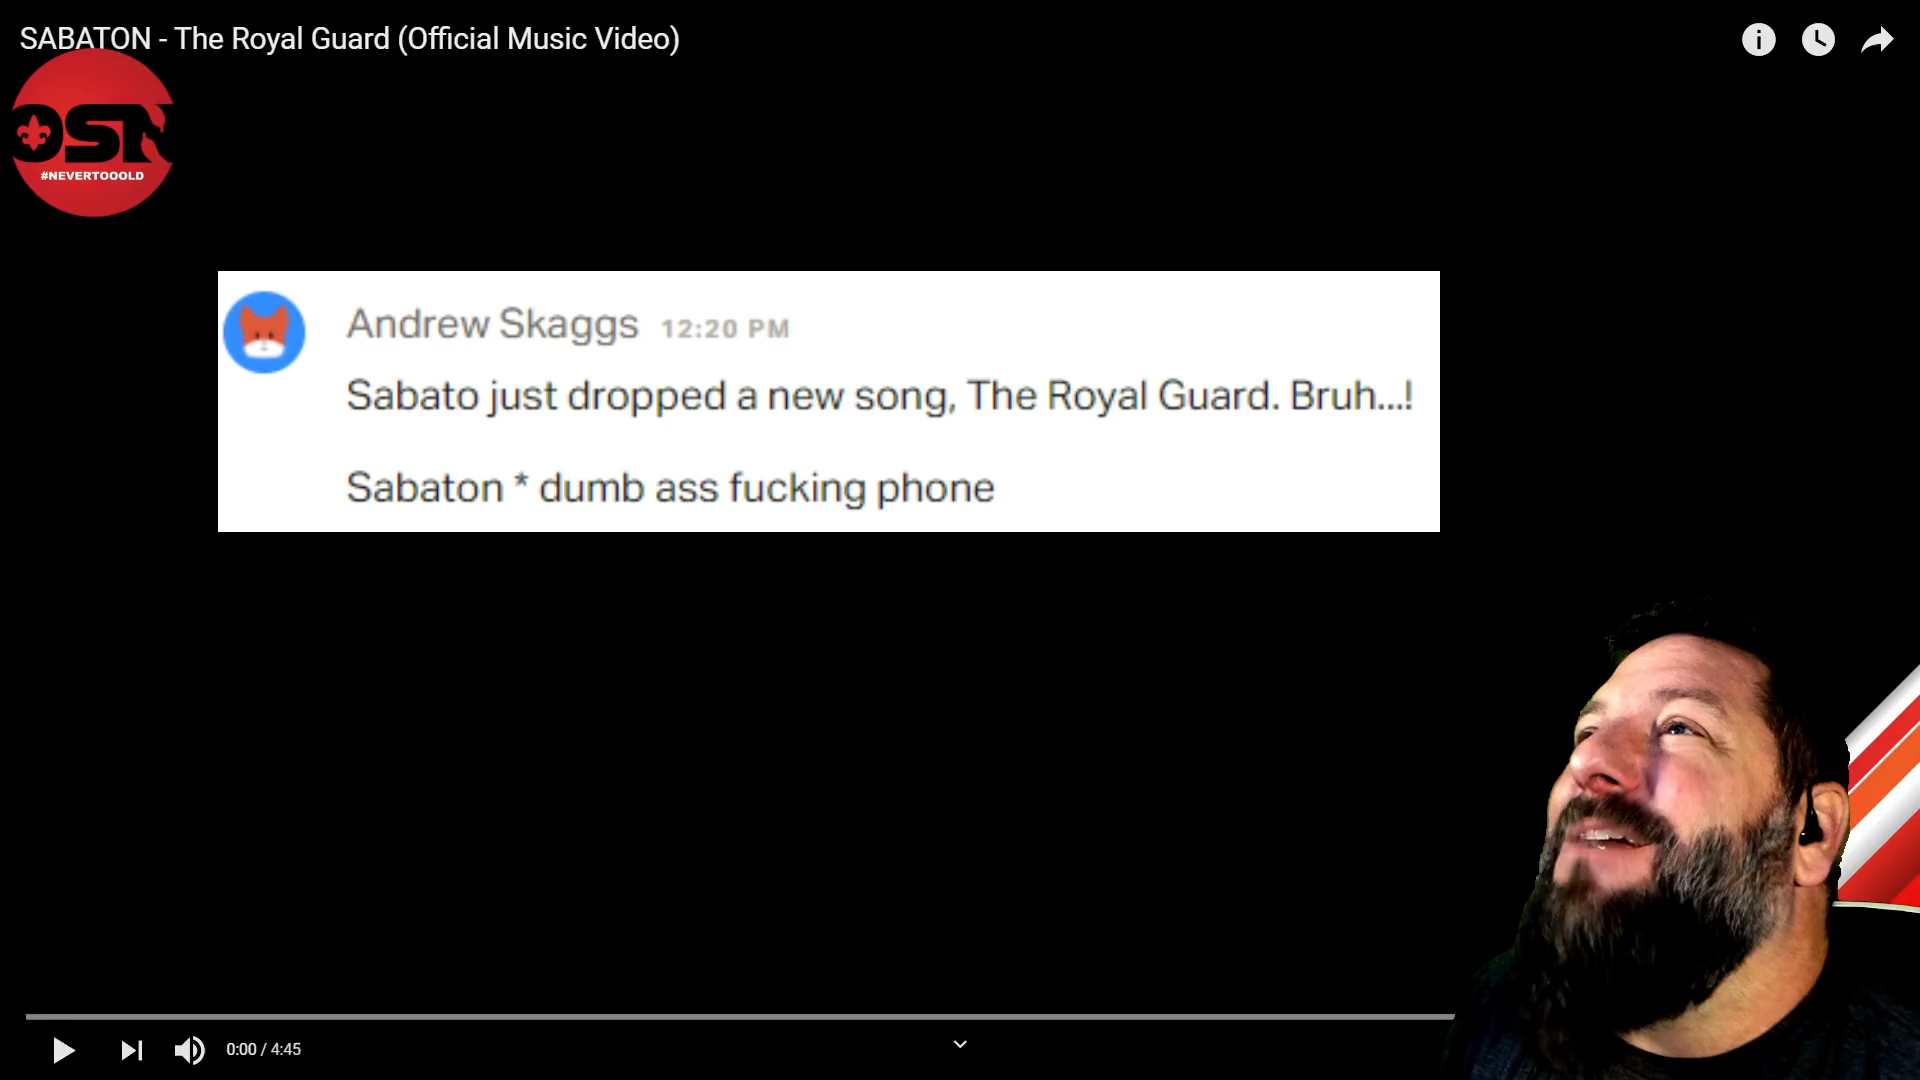 SABATON - The Royal Guard (Official Music Video)
OSN
#NEVERTOOOLD
Andrew Skaggs 12:20 PM
Sabato just dropped a new song, The Royal Guard. Bruh...!
Sabaton * dumb ass fucking phone
0:00 / 4:45